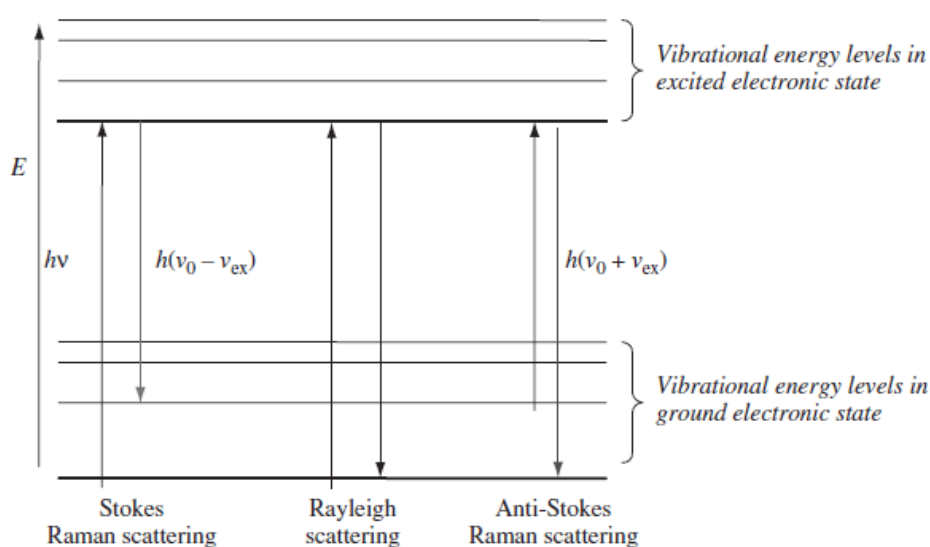 Vibrational energy levels in
excited electronic state
E
hν
h(ν₀ – νₑₓ)
h(ν₀ + νₑₓ)
Vibrational energy levels in
ground electronic state
Stokes
Raman scattering
Rayleigh
scattering
Anti-Stokes
Raman scattering